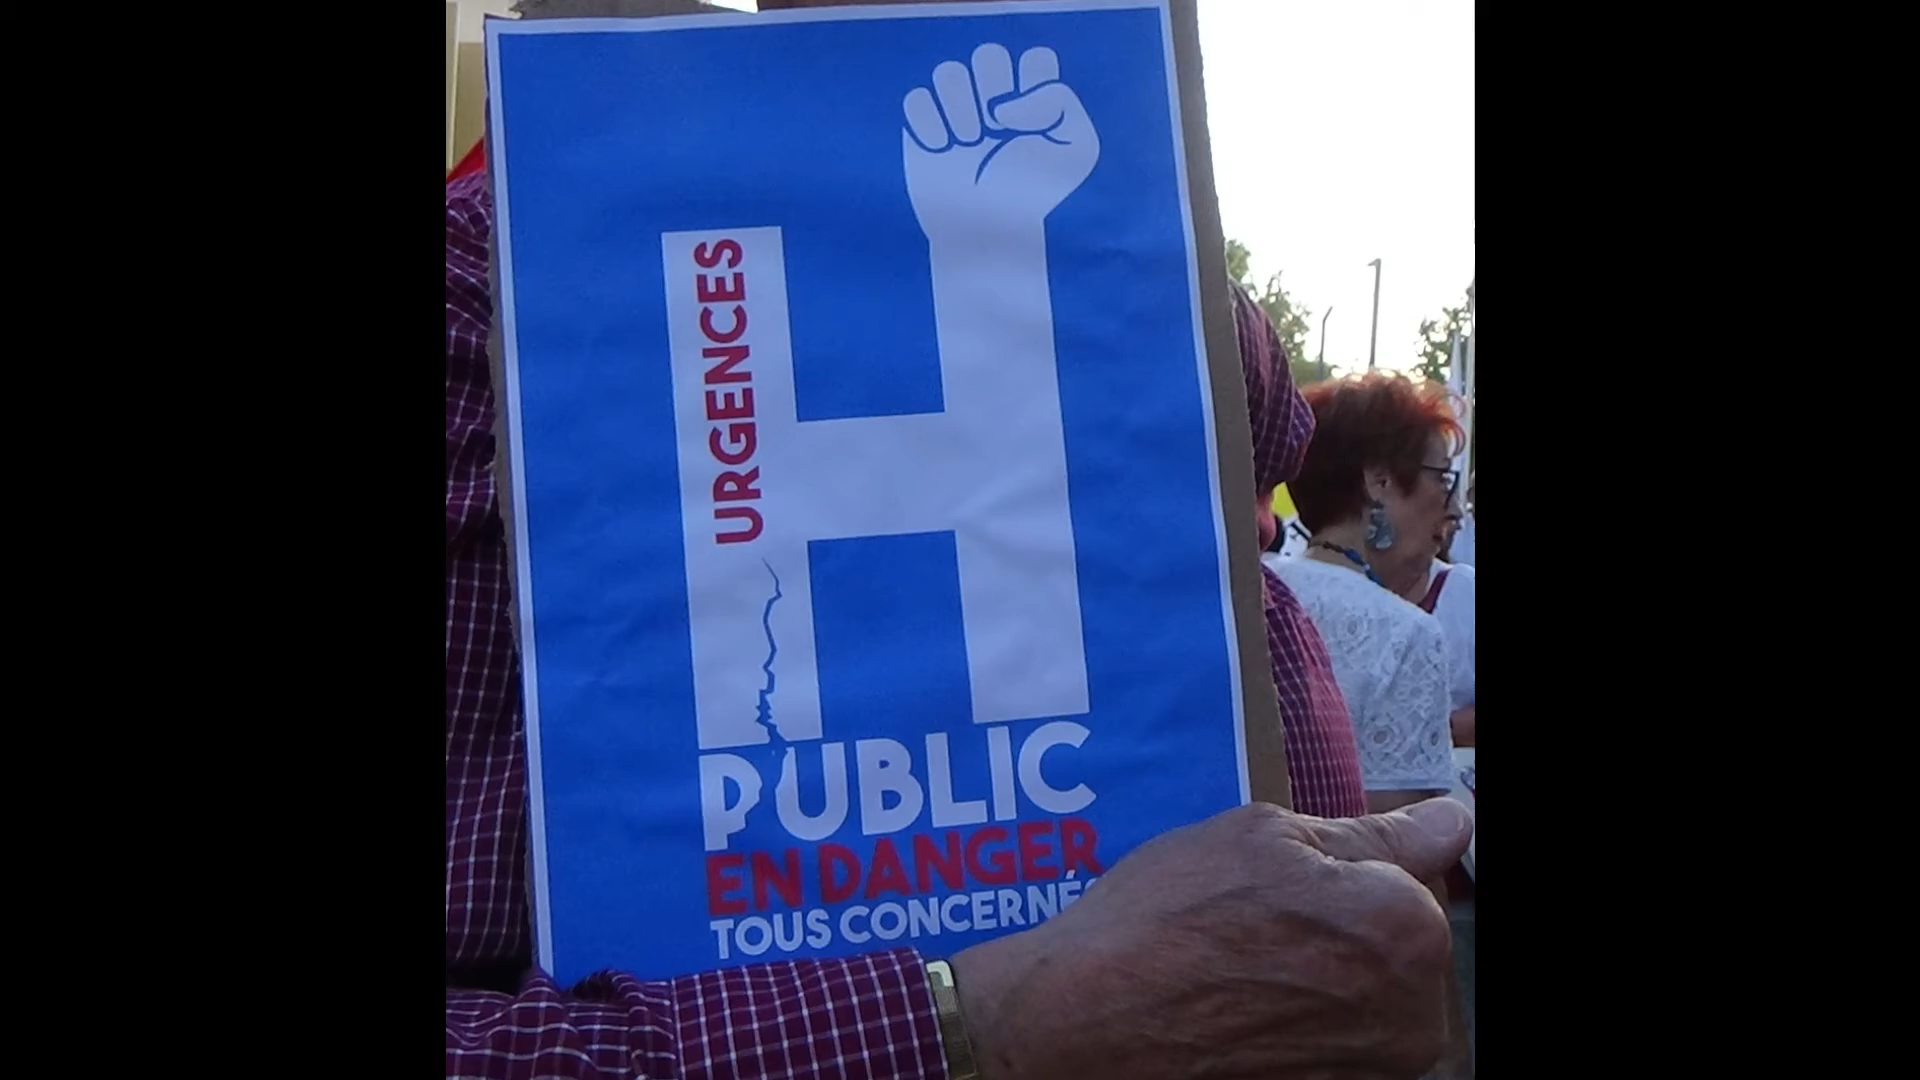 URGENCES
H
PUBLIC
EN DANGER
TOUS CONCERNÉ